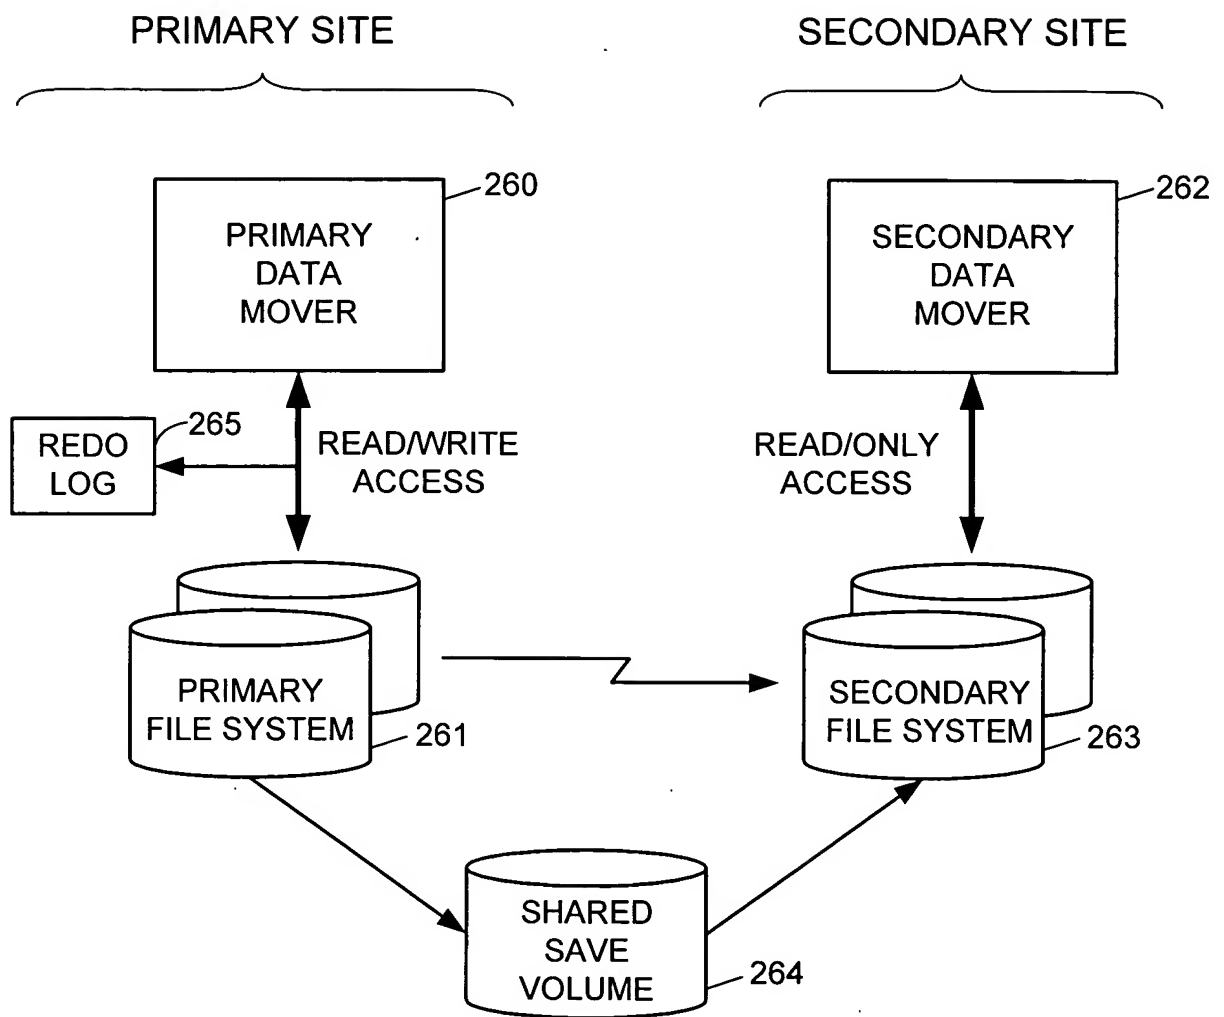 PRIMARY SITE
SECONDARY SITE
260
PRIMARY
DATA
MOVER
262
SECONDARY
DATA
MOVER
265
REDO
LOG
READ/WRITE
ACCESS
READ/ONLY
ACCESS
PRIMARY
FILE SYSTEM
261
SECONDARY
FILE SYSTEM
263
SHARED
SAVE
VOLUME
264